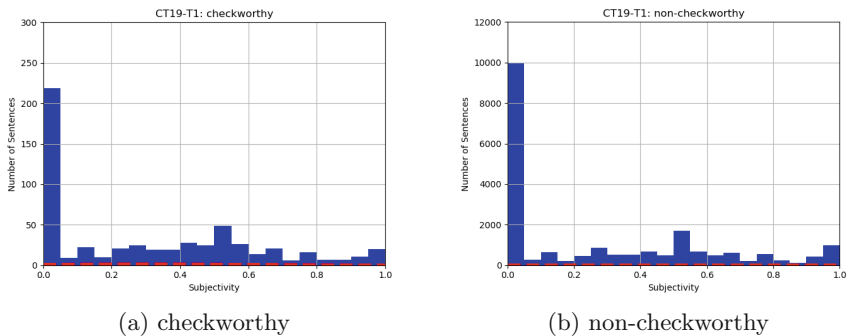 CT19-T1: checkworthy
300
250
200
150
100
50
0
Number of Sentences
0.0 0.2 0.4 0.6 0.8 1.0
Subjectivity
(a) checkworthy
CT19-T1: non-checkworthy
12000
10000
8000
6000
4000
2000
0
Number of Sentences
0.0 0.2 0.4 0.6 0.8 1.0
Subjectivity
(b) non-checkworthy